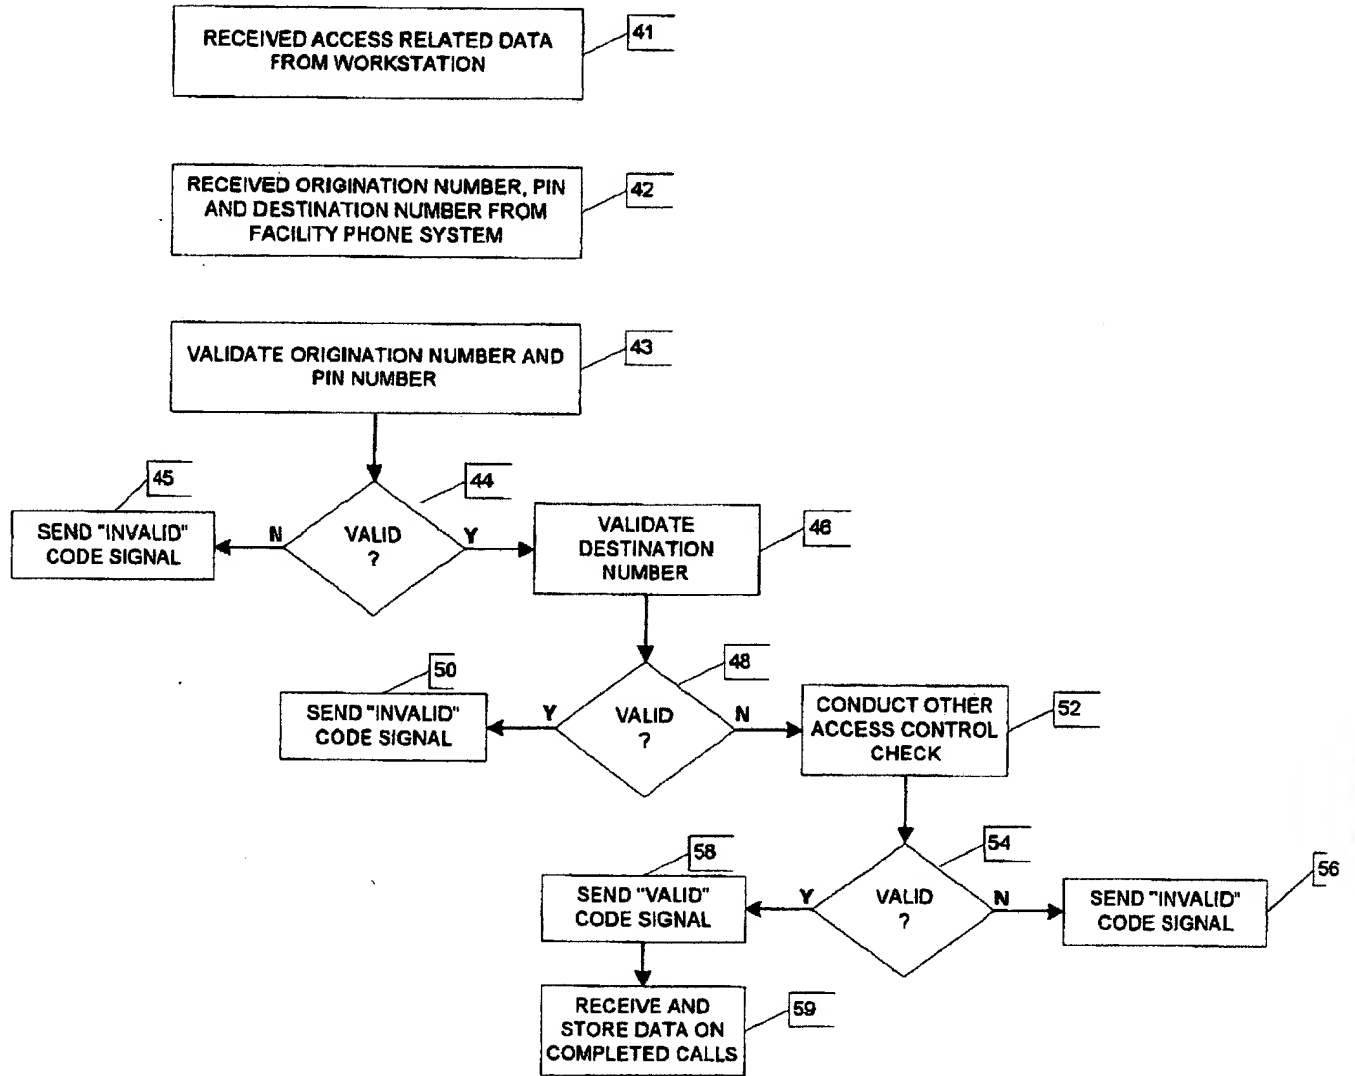 RECEIVED ACCESS RELATED DATA
FROM WORKSTATION
41
RECEIVED ORIGINATION NUMBER, PIN
AND DESTINATION NUMBER FROM
FACILITY PHONE SYSTEM
42
VALIDATE ORIGINATION NUMBER AND
PIN NUMBER
43
45
44
SEND "INVALID"
CODE SIGNAL
N
VALID
?
Y
VALIDATE
DESTINATION
NUMBER
46
50
48
SEND "INVALID"
CODE SIGNAL
Y
VALID
?
N
CONDUCT OTHER
ACCESS CONTROL
CHECK
52
58
54
56
SEND "VALID"
CODE SIGNAL
Y
VALID
?
N
SEND "INVALID"
CODE SIGNAL
RECEIVE AND
STORE DATA ON
COMPLETED CALLS
59